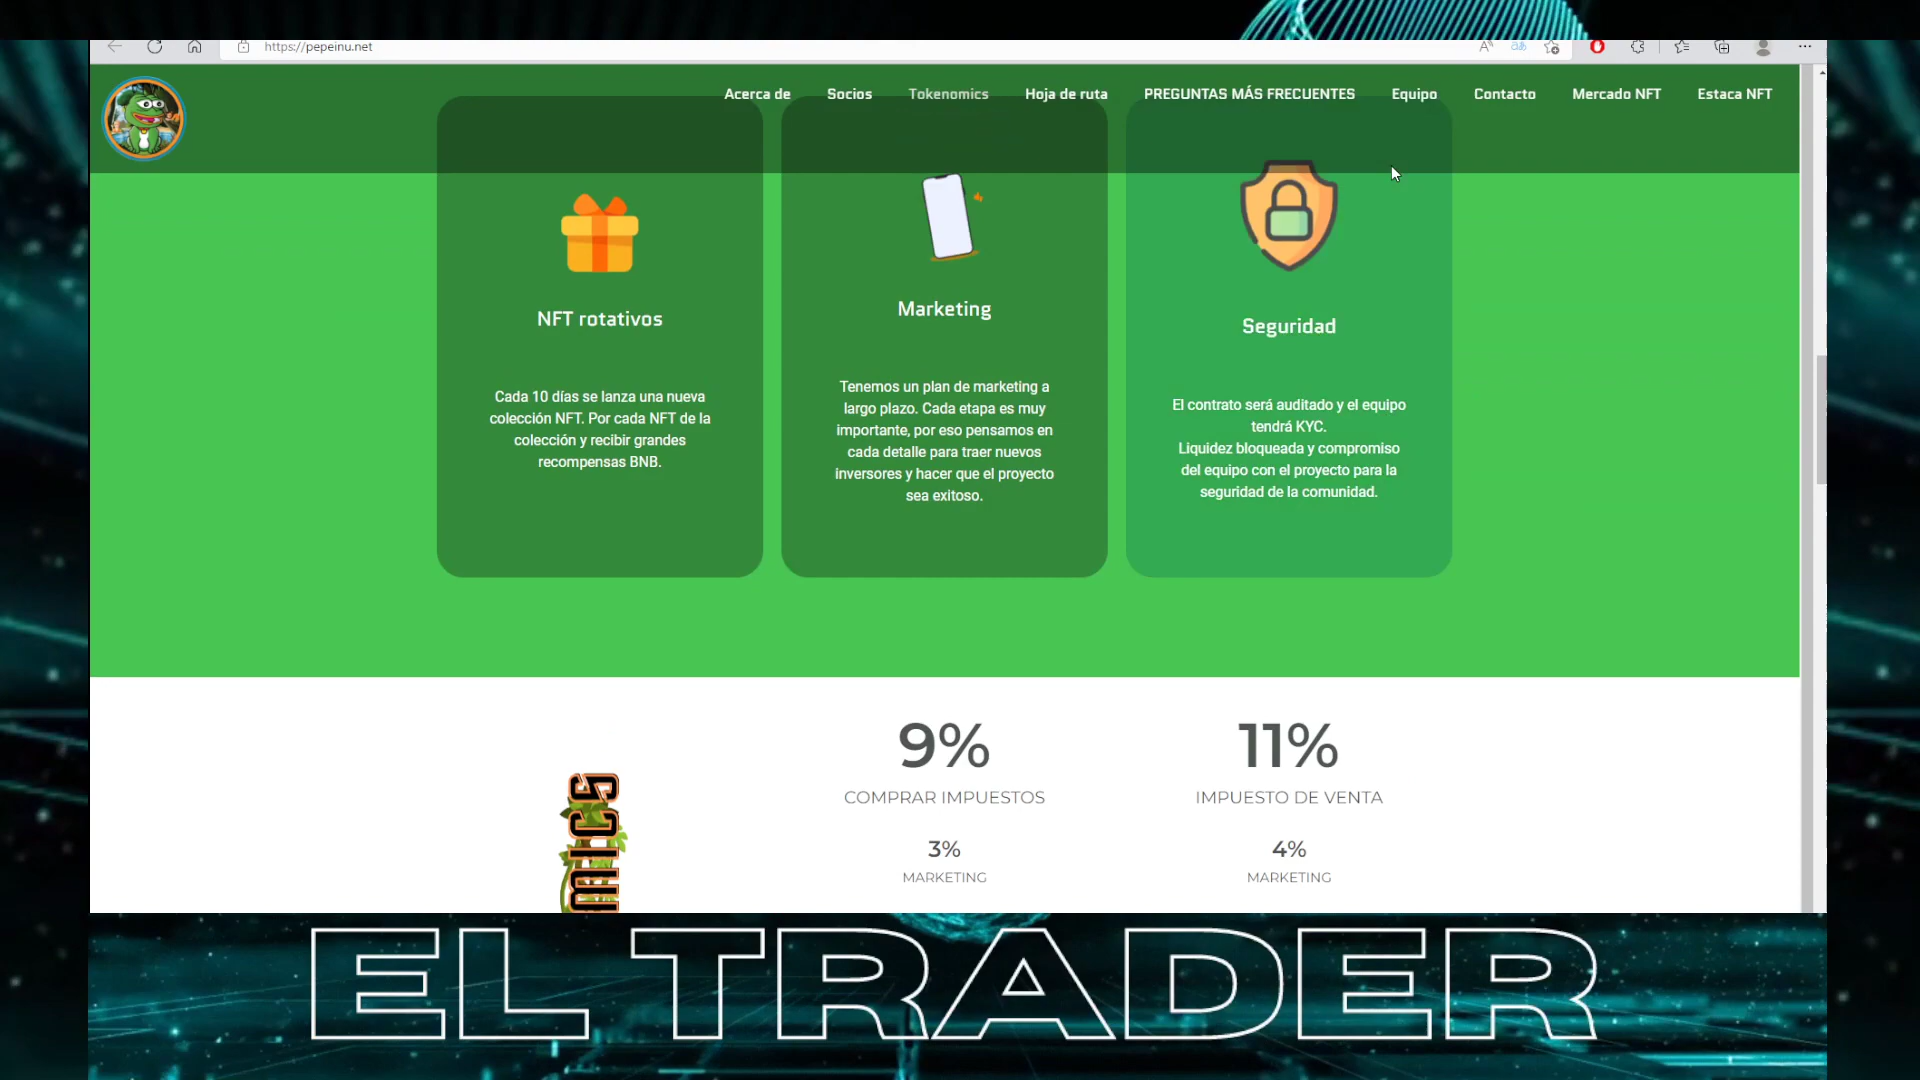 https://pepeinu.net
Acerca de Socios Tokenomics Hoja de ruta PREGUNTAS MÁS FRECUENTES Equipo Contacto Mercado NFT Estaca NFT
NFT rotativos
Cada 10 días se lanza una nueva
colección NFT. Por cada NFT de la
colección y recibir grandes
recompensas BNB.
Marketing
Tenemos un plan de marketing a
largo plazo. Cada etapa es muy
importante, por eso pensamos en
cada detalle para traer nuevos
inversores y hacer que el proyecto
sea exitoso.
Seguridad
El contrato será auditado y el equipo
tendrá KYC.
Liquidez bloqueada y compromiso
del equipo con el proyecto para la
seguridad de la comunidad.
MICS
9%
COMPRAR IMPUESTOS
3%
MARKETING
11%
IMPUESTO DE VENTA
4%
MARKETING
EL TRADER